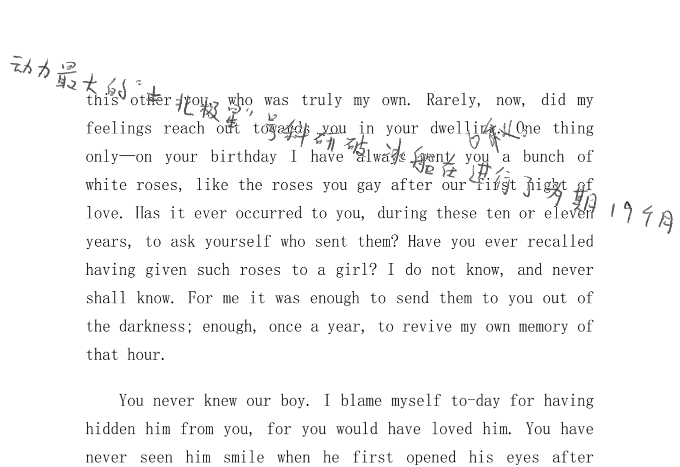 动力最大的“北极星”号科研破冰船在进行了为期19个月
this other you, who was truly my own. Rarely, now, did my
feelings reach out towards you in your dwelling. One thing
only—on your birthday I have always sent you a bunch of
white roses, like the roses you gay after our first night of
love. Has it ever occurred to you, during these ten or eleven
years, to ask yourself who sent them? Have you ever recalled
having given such roses to a girl? I do not know, and never
shall know. For me it was enough to send them to you out of
the darkness; enough, once a year, to revive my own memory of
that hour.
You never knew our boy. I blame myself to-day for having
hidden him from you, for you would have loved him. You have
never seen him smile when he first opened his eyes after